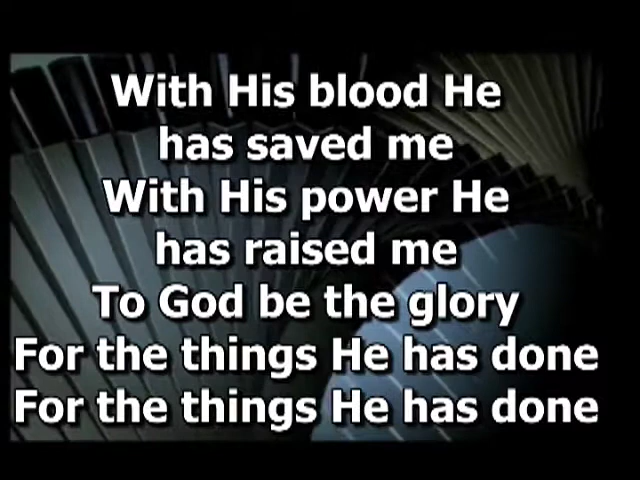 With His blood He
has saved me
With His power He
has raised me
To God be the glory
For the things He has done
For the things He has done